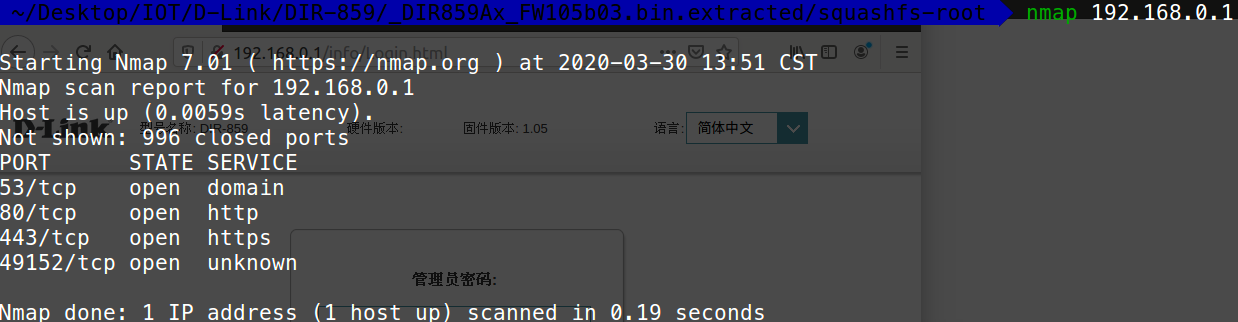 ~/Desktop/IOT/D-Link/DIR-859/_DIR859Ax_FW105b03.bin.extracted/squashfs-root nmap 192.168.0.1
192.168.0.1/info/Login.html
Starting Nmap 7.01 ( https://nmap.org ) at 2020-03-30 13:51 CST
Nmap scan report for 192.168.0.1
Host is up (0.0059s latency).
D-Link 型号名称: DIR-859 硬件版本: 固件版本: 1.05 语言: 简体中文
Not shown: 996 closed ports
PORT STATE SERVICE
53/tcp open domain
80/tcp open http
443/tcp open https
49152/tcp open unknown
管理员密码:
Nmap done: 1 IP address (1 host up) scanned in 0.19 seconds